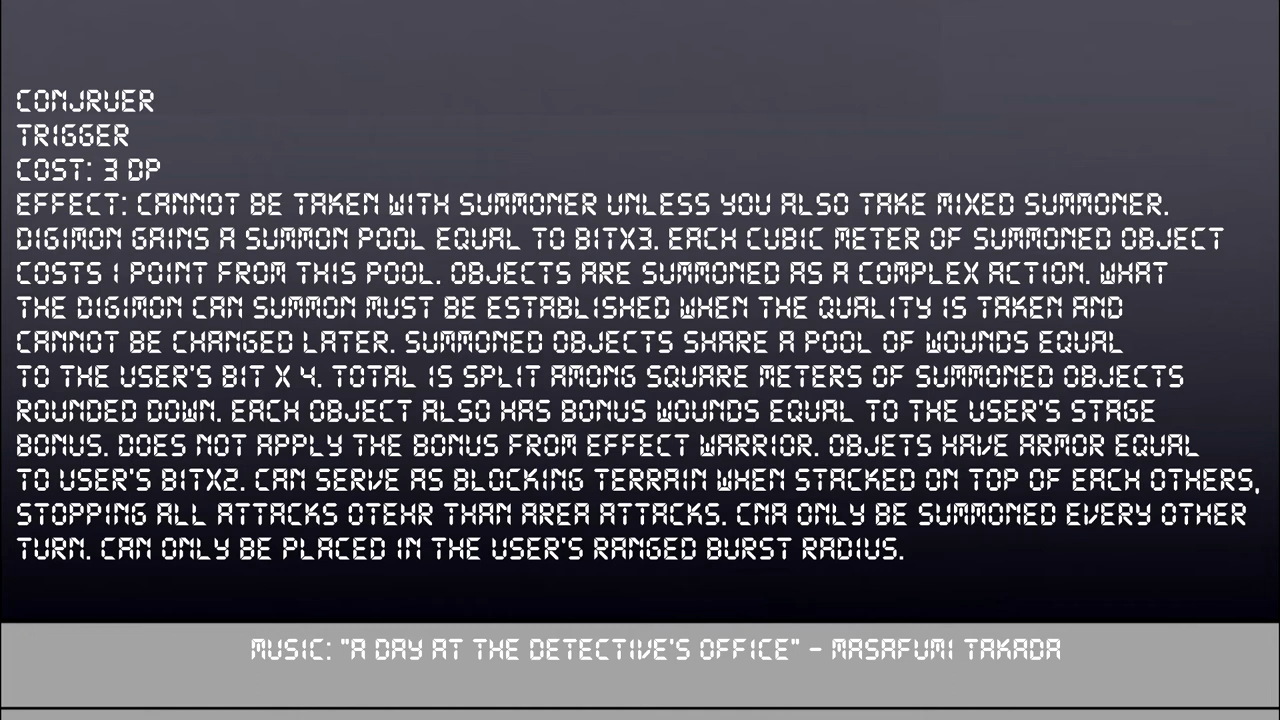 CONJRUER
TRIGGER
COST: 3 DP
EFFECT: CANNOT BE TAKEN WITH SUMMONER UNLESS YOU ALSO TAKE MIXED SUMMONER.
DIGIMON GAINS A SUMMON POOL EQUAL TO BITX3. EACH CUBIC METER OF SUMMONED OBJECT
COSTS 1 POINT FROM THIS POOL. OBJECTS ARE SUMMONED AS A COMPLEX ACTION. WHAT
THE DIGIMON CAN SUMMON MUST BE ESTABLISHED WHEN THE QUALITY IS TAKEN AND
CANNOT BE CHANGED LATER. SUMMONED OBJECTS SHARE A POOL OF WOUNDS EQUAL
TO THE USER'S BIT X 4. TOTAL IS SPLIT AMONG SQUARE METERS OF SUMMONED OBJECTS
ROUNDED DOWN. EACH OBJECT ALSO HAS BONUS WOUNDS EQUAL TO THE USER'S STAGE
BONUS. DOES NOT APPLY THE BONUS FROM EFFECT WARRIOR. OBJETS HAVE ARMOR EQUAL
TO USER'S BITX2. CAN SERVE AS BLOCKING TERRAIN WHEN STACKED ON TOP OF EACH OTHERS,
STOPPING ALL ATTACKS OTEHR THAN AREA ATTACKS. CNA ONLY BE SUMMONED EVERY OTHER
TURN. CAN ONLY BE PLACED IN THE USER'S RANGED BURST RADIUS.
MUSIC: "A DAY AT THE DETECTIVE'S OFFICE" - MASAFUMI TAKADA